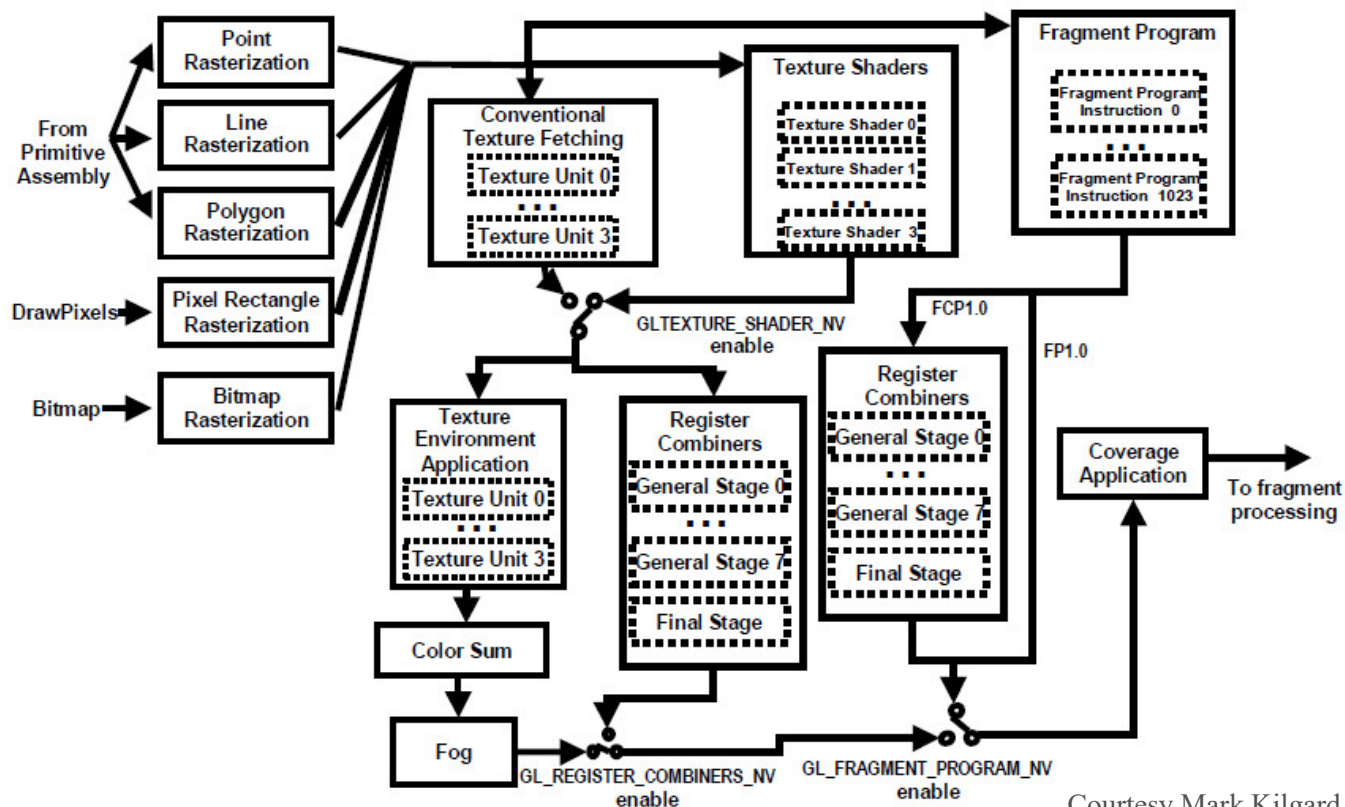 Point
Rasterization
From
Primitive
Assembly
Line
Rasterization
Polygon
Rasterization
DrawPixels
Pixel Rectangle
Rasterization
Bitmap
Bitmap
Rasterization
Conventional
Texture Fetching
Texture Unit 0
...
Texture Unit 3
Texture Shaders
Texture Shader 0
Texture Shader 1
...
Texture Shader 3
Fragment Program
Fragment Program
Instruction 0
...
Fragment Program
Instruction 1023
GLTEXTURE_SHADER_NV
enable
FCP1.0
FP1.0
Texture
Environment
Application
Texture Unit 0
...
Texture Unit 3
Register
Combiners
General Stage 0
...
General Stage 7
Final Stage
Register
Combiners
General Stage 0
...
General Stage 7
Final Stage
Coverage
Application
To fragment
processing
Color Sum
Fog
GL_REGISTER_COMBINERS_NV
enable
GL_FRAGMENT_PROGRAM_NV
enable
Courtesy Mark Kilgard